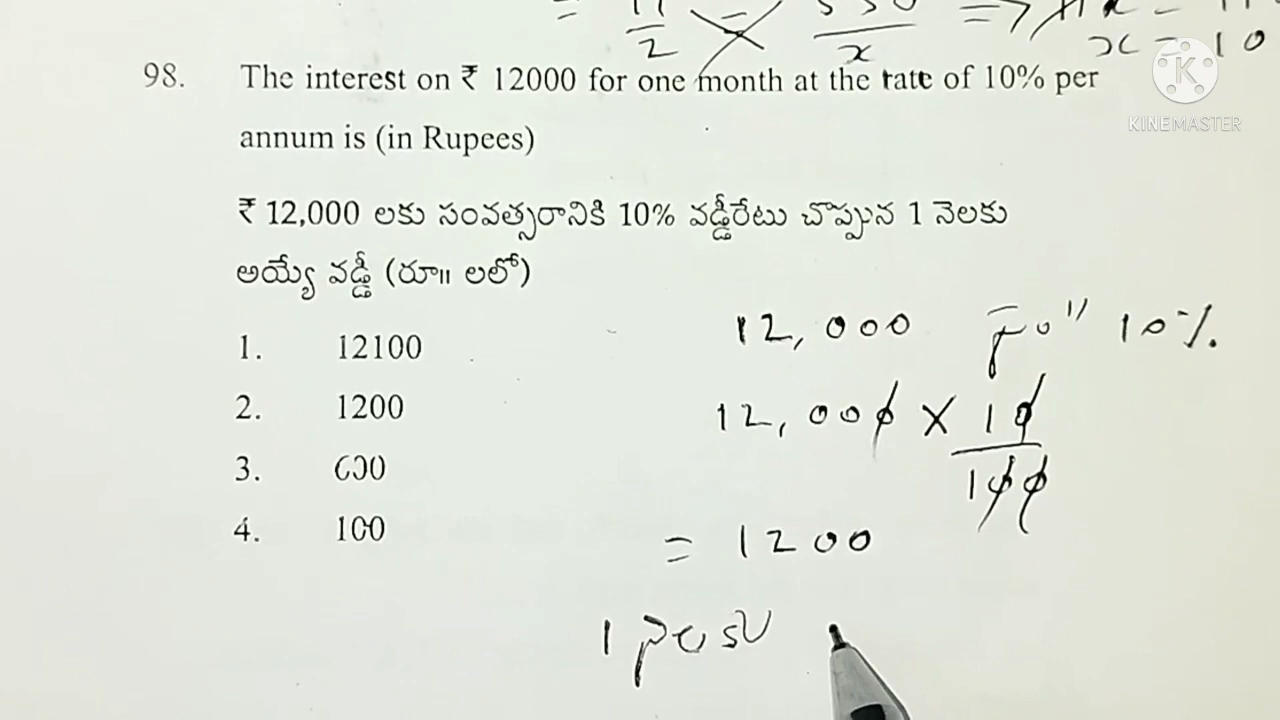 x = 10
98. The interest on ₹ 12000 for one month at the rate of 10% per
annum is (in Rupees)
₹ 12,000 లకు సంవత్సరానికి 10% వడ్డీరేటు చొప్పున 1 నెలకు
అయ్యే వడ్డీ (రూ॥ లలో)
1. 12100
2. 1200
3. 600
4. 100
12,000 10%
12,000 × 10
100
= 1200
1 నెలకు
KINEMASTER